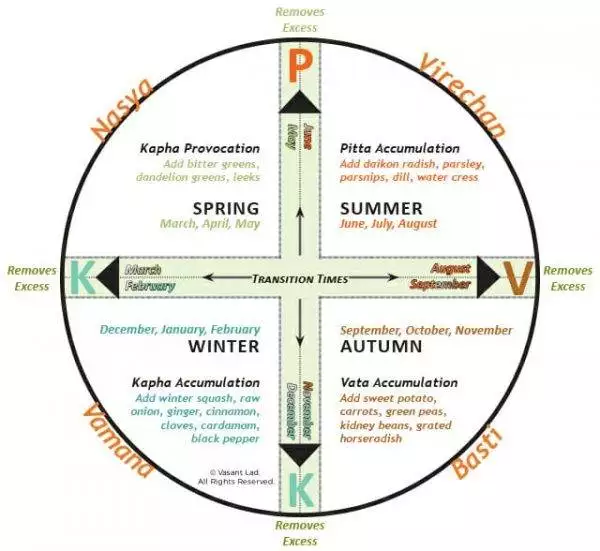 Removes
Excess
Nasya
Virechan
P
June
May
Kapha Provocation
Add bitter greens,
dandelion greens, leeks
SPRING
March, April, May
Pitta Accumulation
Add daikon radish, parsley,
parsnips, dill, water cress
SUMMER
June, July, August
Removes
Excess
K
March
February
TRANSITION TIMES
August
September
V
Removes
Excess
December, January, February
WINTER
Kapha Accumulation
Add winter squash, raw
onion, ginger, cinnamon,
cloves, cardamom,
black pepper
September, October, November
AUTUMN
Vata Accumulation
Add sweet potato,
carrots, green peas,
kidney beans, grated
horseradish
November
December
Vamana
Basti
© Vasant Lad.
All Rights Reserved.
K
Removes
Excess